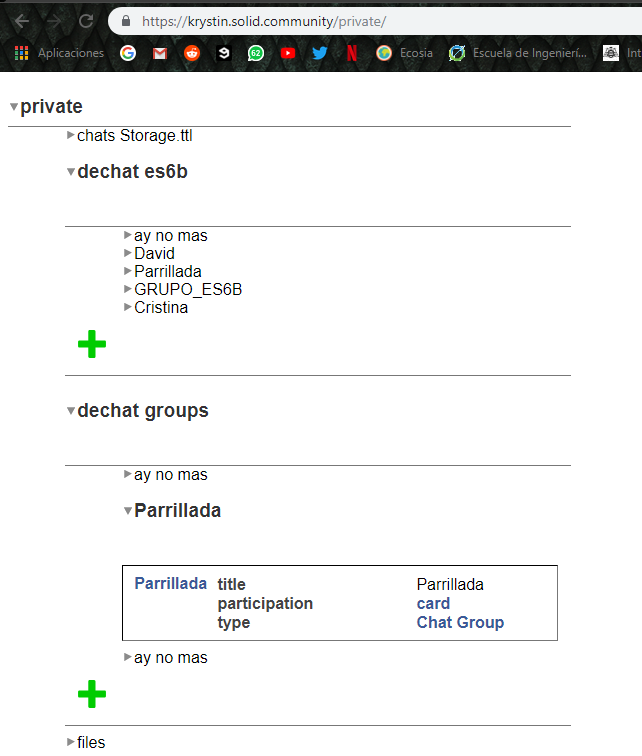 https://krystin.solid.community/private/
Aplicaciones 62 Ecosia Escuela de Ingenierí... Int
private
chats Storage.ttl
dechat es6b
ay no mas
David
Parrillada
GRUPO_ES6B
Cristina
dechat groups
ay no mas
Parrillada
Parrillada title Parrillada
participation card
type Chat Group
ay no mas
files